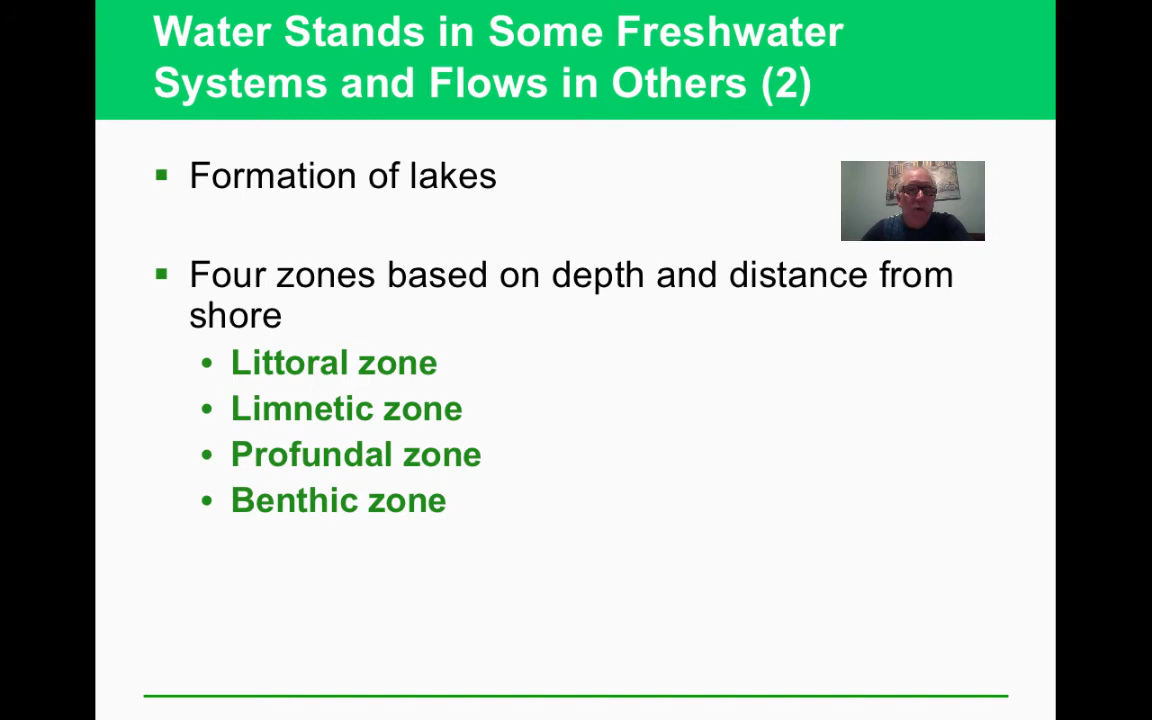 Water Stands in Some Freshwater
Systems and Flows in Others (2)
Formation of lakes
Four zones based on depth and distance from
shore
Littoral zone
Limnetic zone
Profundal zone
Benthic zone